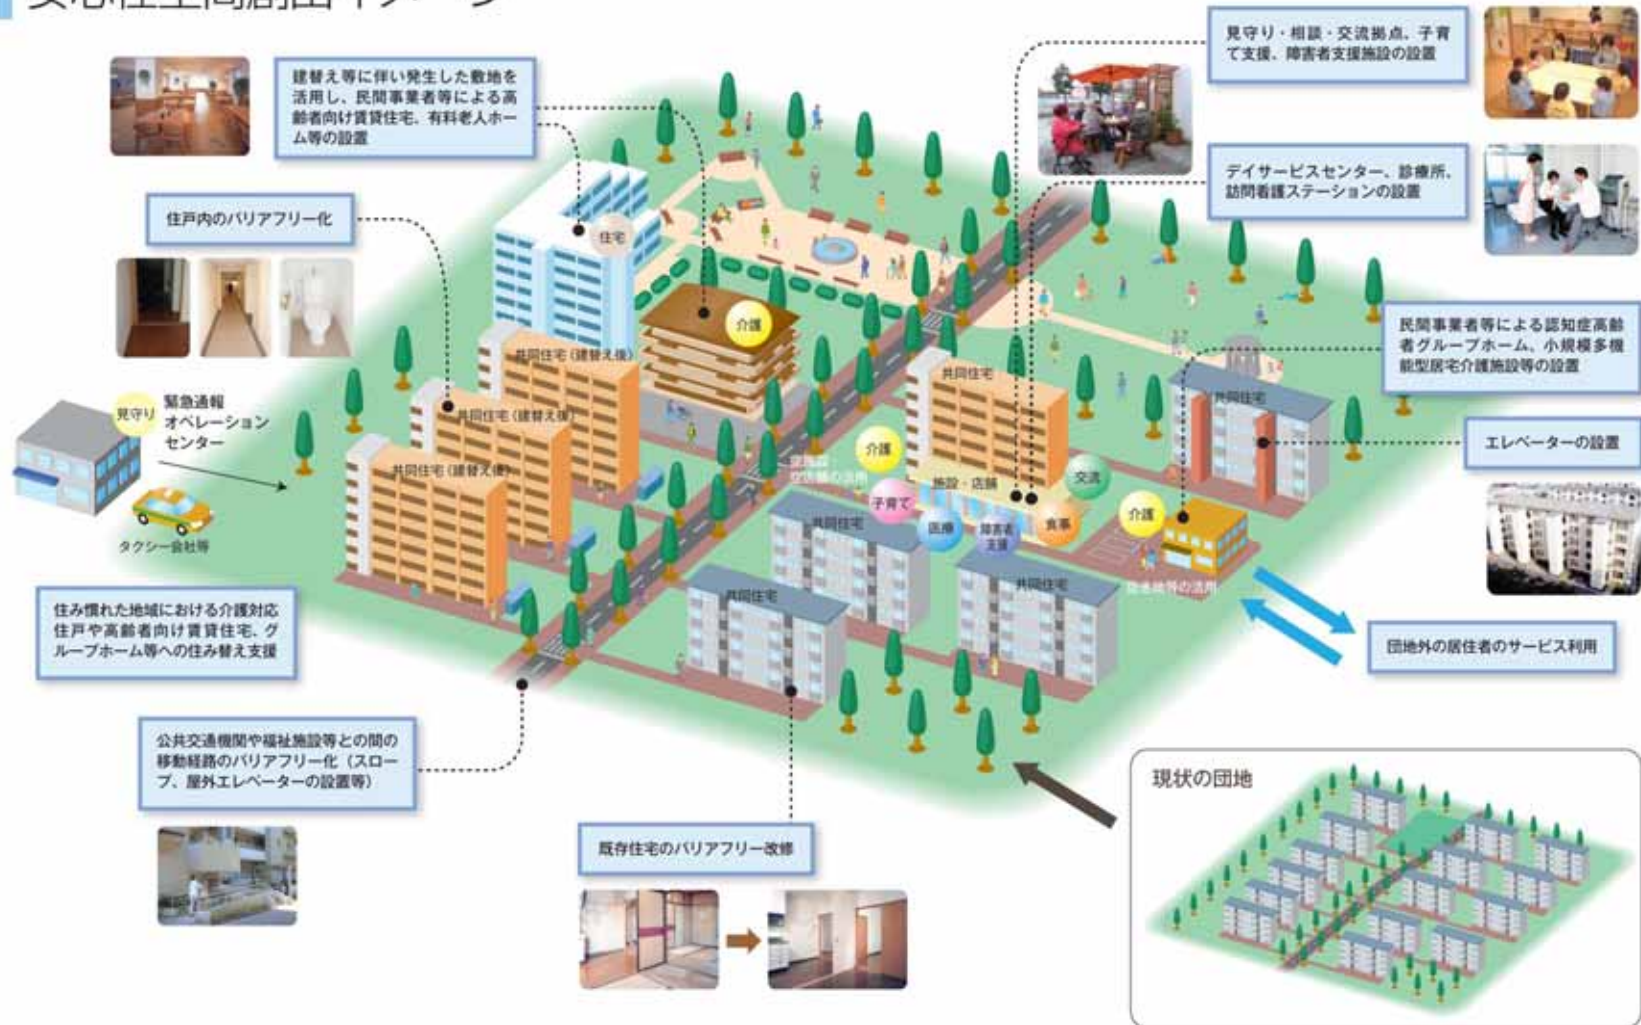 安心住空間創出イメージ
建替え等に伴い発生した敷地を
活用し、民間事業者等による高
齢者向け賃貸住宅、有料老人ホー
ム等の設置
見守り・相談・交流拠点、子育
て支援、障害者支援施設の設置
デイサービスセンター、診療所、
訪問看護ステーションの設置
住戸内のバリアフリー化
住宅
介護
民間事業者等による認知症高齢
者グループホーム、小規模多機
能型居宅介護施設等の設置
共同住宅(建替え後)
共同住宅(建替え後)
共同住宅(建替え後)
共同住宅
共同住宅
エレベーターの設置
見守り
緊急通報
オペレーション
センター
タクシー会社等
介護
施設・店舗
交流
子育て
医療
障害者
支援
食事
介護
共同住宅
共同住宅
共同住宅
空き地等の活用
住み慣れた地域における介護対応
住戸や高齢者向け賃貸住宅、グ
ループホーム等への住み替え支援
団地外の居住者のサービス利用
公共交通機関や福祉施設等との間の
移動経路のバリアフリー化(スロー
プ、屋外エレベーターの設置等)
既存住宅のバリアフリー改修
現状の団地